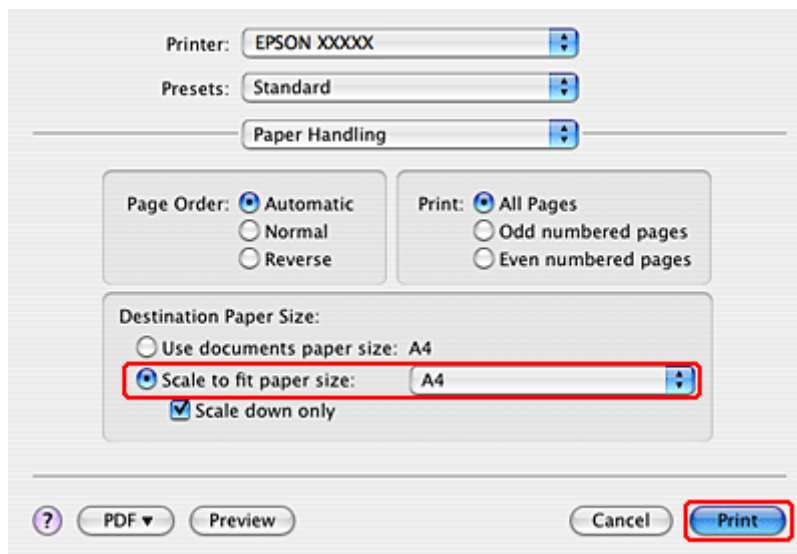 Printer: EPSON XXXXX
Presets: Standard
Paper Handling
Page Order: Automatic
Normal
Reverse
Print: All Pages
Odd numbered pages
Even numbered pages
Destination Paper Size:
Use documents paper size: A4
Scale to fit paper size: A4
Scale down only
? PDF ▼ Preview Cancel Print